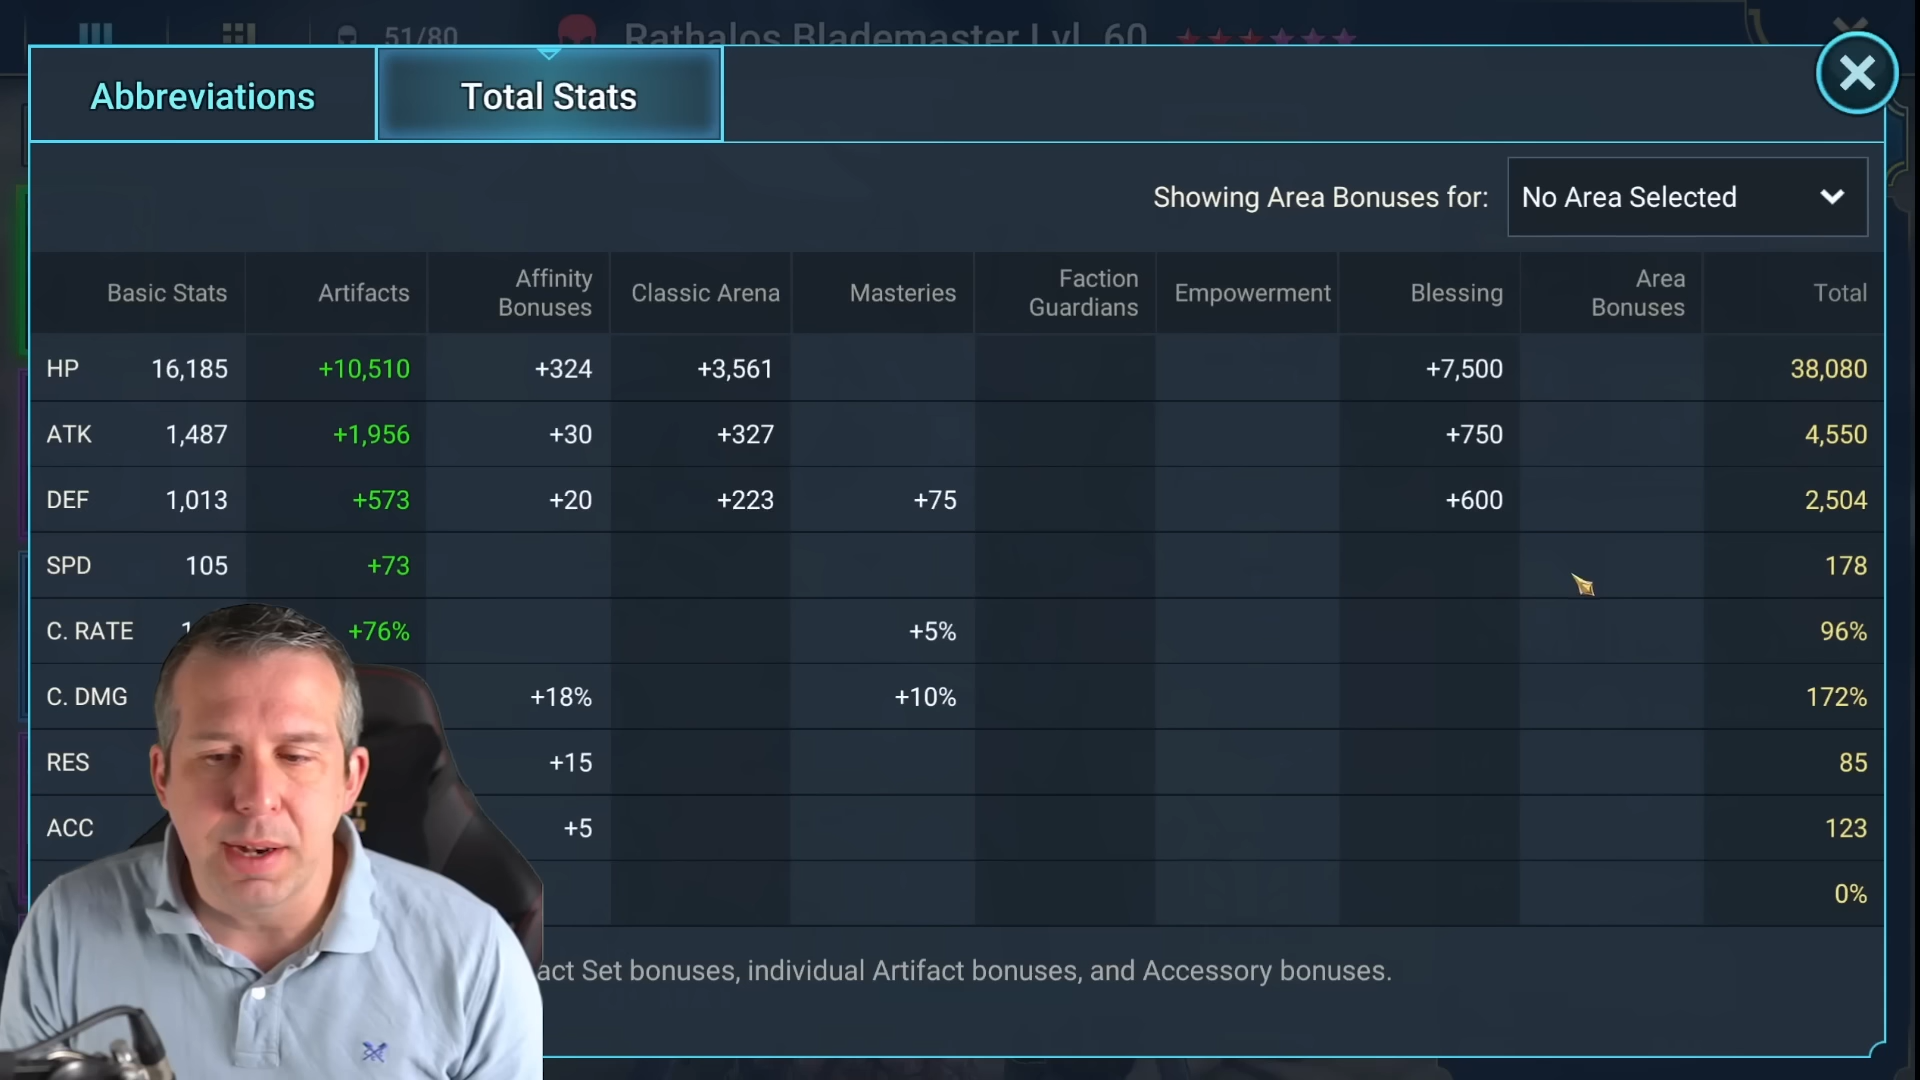 51/80
Rathalos Blademaster Lvl 60
Abbreviations
Total Stats
Showing Area Bonuses for:
No Area Selected
Basic Stats Artifacts Affinity Bonuses Classic Arena Masteries Faction Guardians Empowerment Blessing Area Bonuses Total
HP 16,185 +10,510 +324 +3,561 +7,500 38,080
ATK 1,487 +1,956 +30 +327 +750 4,550
DEF 1,013 +573 +20 +223 +75 +600 2,504
SPD 105 +73 178
C. RATE +76% +5% 96%
C. DMG +18% +10% 172%
RES +15 85
ACC +5 123
0%
Set bonuses, individual Artifact bonuses, and Accessory bonuses.